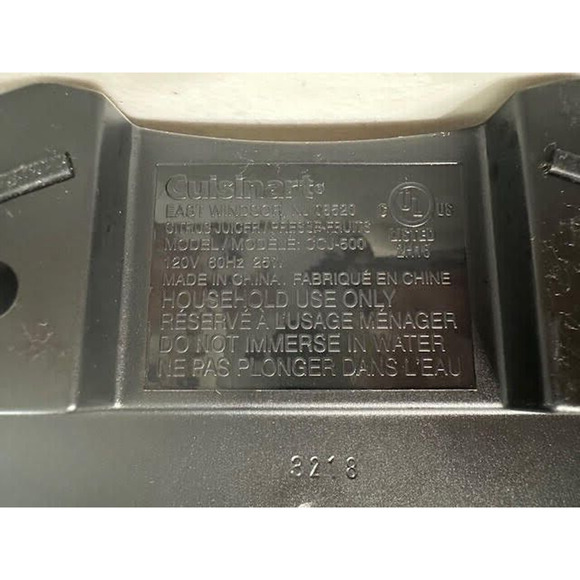 Cuisinart®
EAST WINDSOR, NJ 08520
CITRUS JUICER / PRESSE-FRUITS
MODEL/MODÈLE: CCJ-500
120V 60Hz 25W
MADE IN CHINA. FABRIQUÉ EN CHINE
HOUSEHOLD USE ONLY
RÉSERVÉ À L'USAGE MÉNAGER
DO NOT IMMERSE IN WATER
NE PAS PLONGER DANS L'EAU
C UL US
LISTED
3218